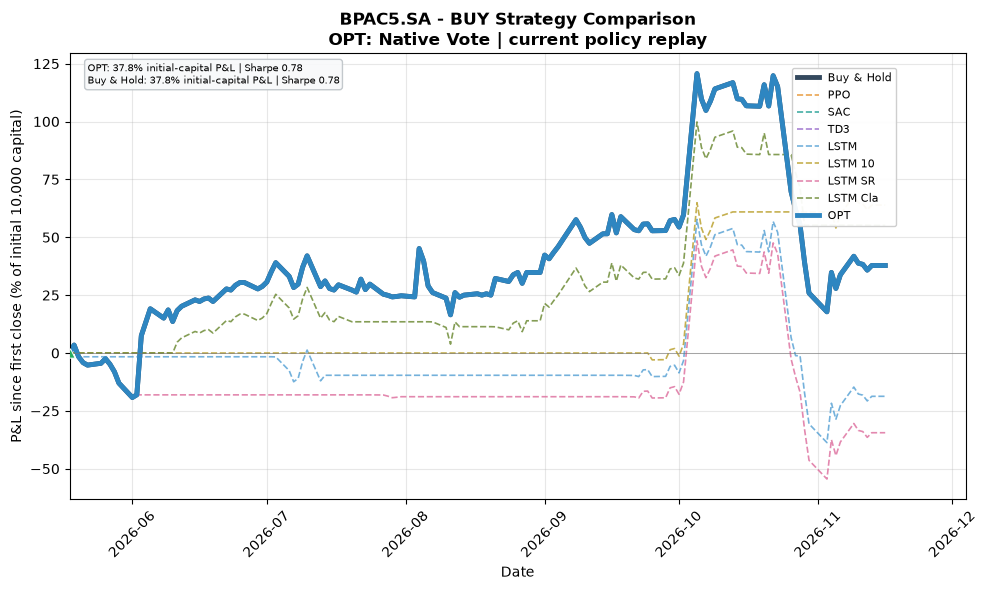 BPAC5.SA - BUY Strategy Comparison
OPT: Native Vote | current policy replay
OPT: 37.8% initial-capital P&L | Sharpe 0.78
Buy & Hold: 37.8% initial-capital P&L | Sharpe 0.78
Buy & Hold
PPO
SAC
TD3
LSTM
LSTM 10
LSTM SR
LSTM Cla
OPT
P&L since first close (% of initial 10,000 capital)
125
100
75
50
25
0
−25
−50
2026-06
2026-07
2026-08
2026-09
2026-10
2026-11
2026-12
Date